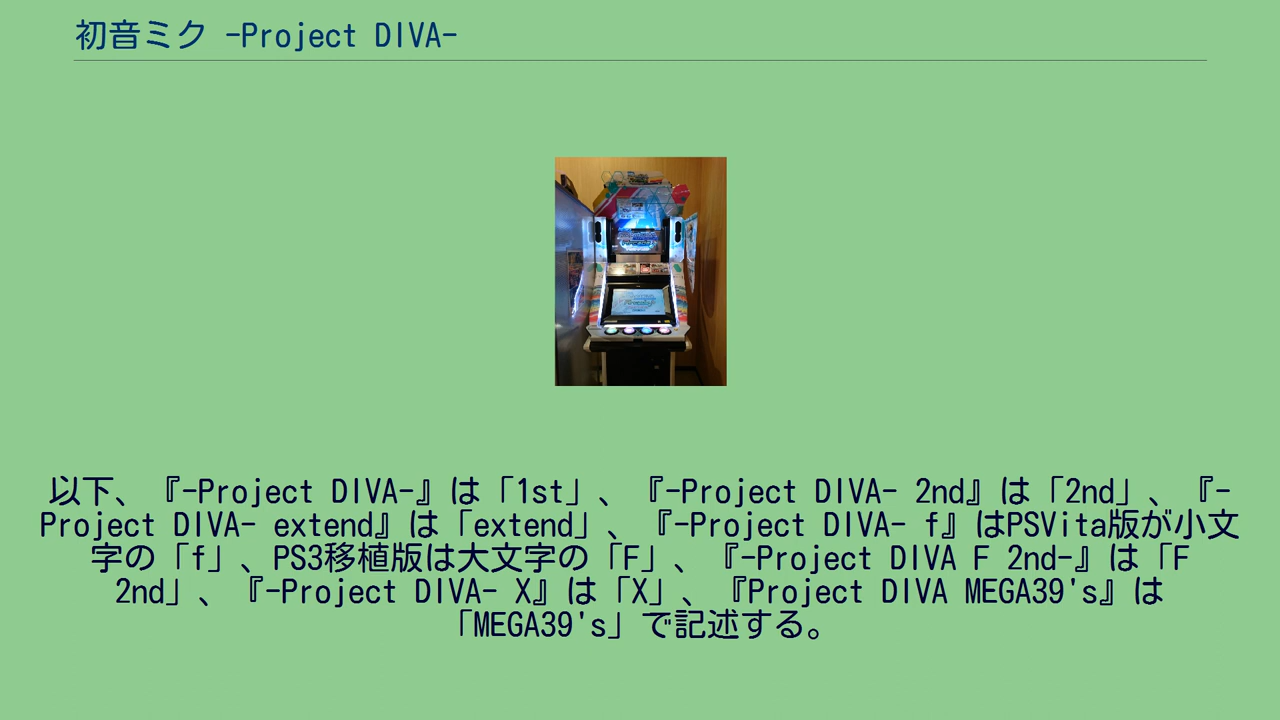 初音ミク -Project DIVA-
以下、『-Project DIVA-』は「1st」、『-Project DIVA- 2nd』は「2nd」、『-
Project DIVA- extend』は「extend」、『-Project DIVA- f』はPSVita版が小文
字の「f」、PS3移植版は大文字の「F」、『-Project DIVA F 2nd-』は「F
2nd」、『-Project DIVA- X』は「X」、『Project DIVA MEGA39's』は
「MEGA39's」で記述する。